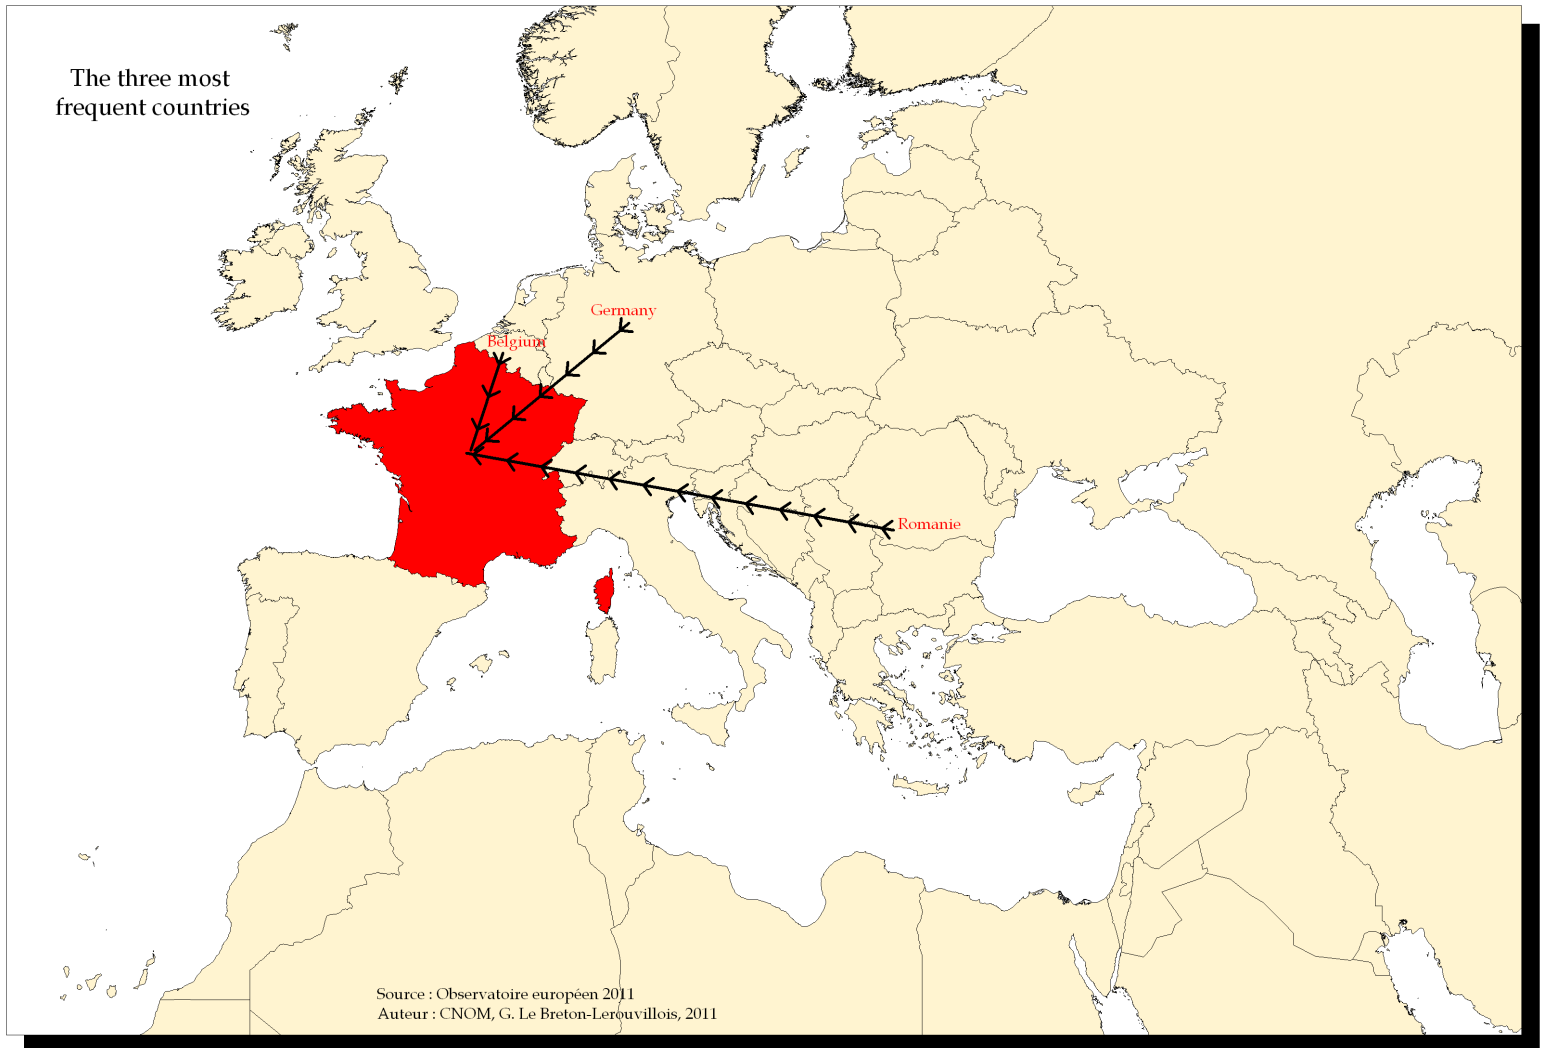 The three most
frequent countries
Germany
Belgium
Romanie
Source : Observatoire européen 2011
Auteur : CNOM, G. Le Breton-Lerouvillois, 2011